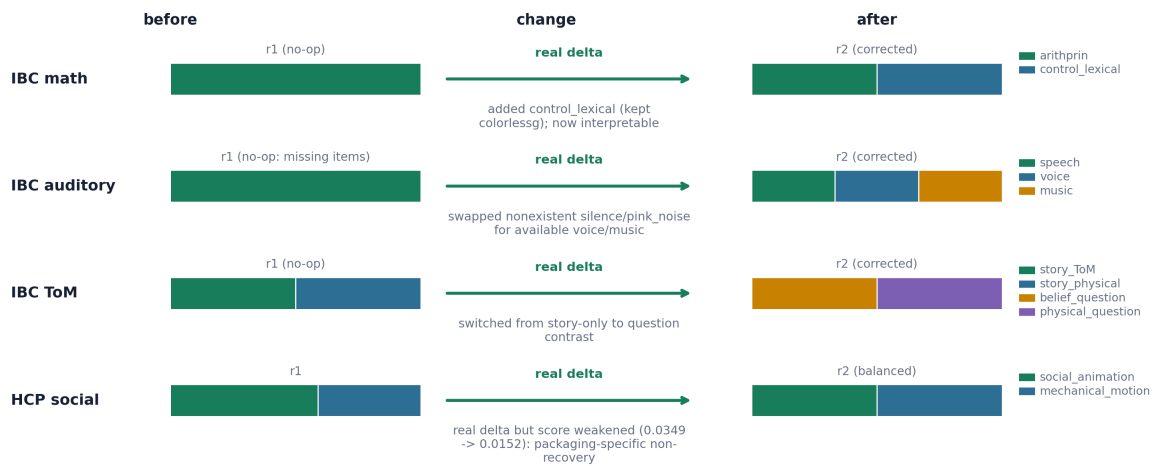 before
change
after
IBC math
r1 (no-op)
real delta
added control_lexical (kept
colorlessg); now interpretable
r2 (corrected)
arithprin
control_lexical
IBC auditory
r1 (no-op: missing items)
real delta
swapped nonexistent silence/pink_noise
for available voice/music
r2 (corrected)
speech
voice
music
IBC ToM
r1 (no-op)
real delta
switched from story-only to question
contrast
r2 (corrected)
story_ToM
story_physical
belief_question
physical_question
HCP social
r1
real delta
real delta but score weakened (0.0349
-> 0.0152): packaging-specific non-
recovery
r2 (balanced)
social_animation
mechanical_motion